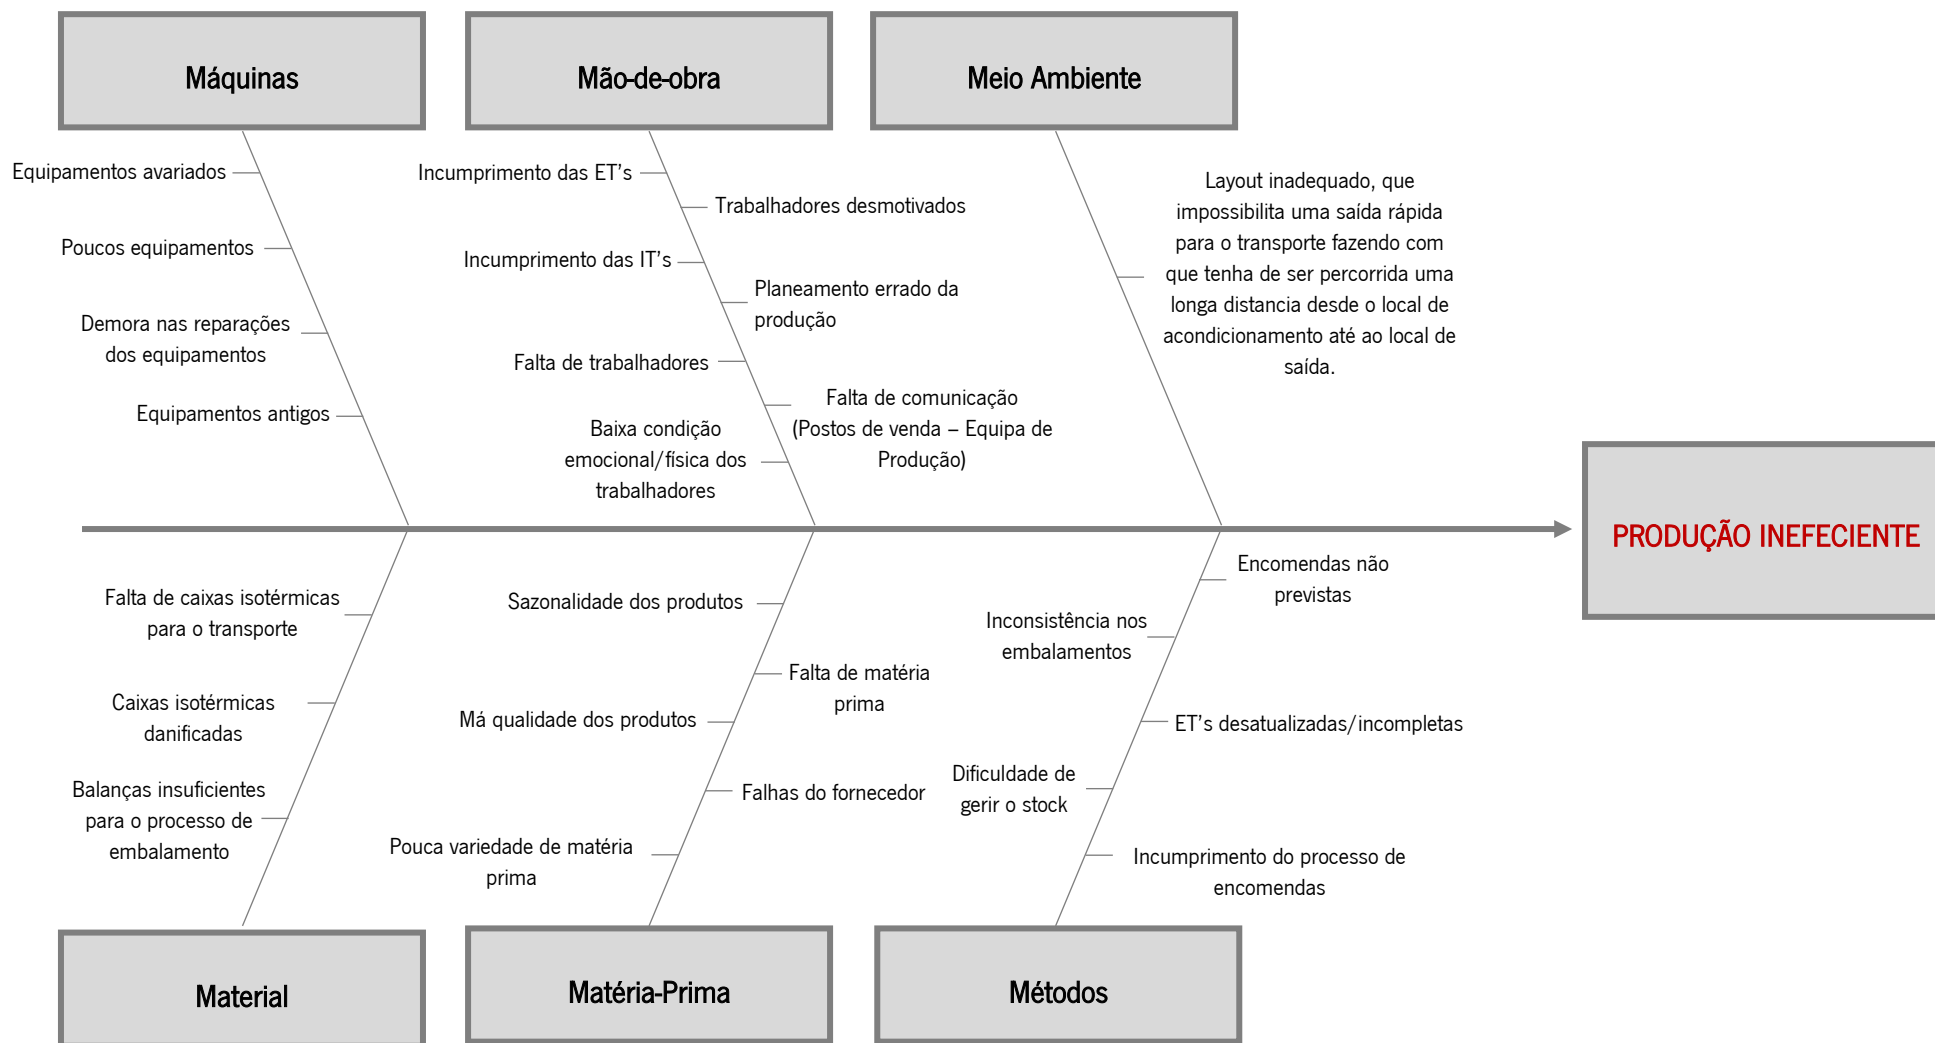 Máquinas
Mão-de-obra
Meio Ambiente
Equipamentos avariados
Poucos equipamentos
Demora nas reparações
dos equipamentos
Equipamentos antigos
Incumprimento das ET's
Trabalhadores desmotivados
Incumprimento das IT's
Planeamento errado da
produção
Falta de trabalhadores
Falta de comunicação
(Postos de venda – Equipa de
Produção)
Baixa condição
emocional/física dos
trabalhadores
Layout inadequado, que
impossibilita uma saída rápida
para o transporte fazendo com
que tenha de ser percorrida uma
longa distancia desde o local de
acondicionamento até ao local de
saída.
PRODUÇÃO INEFECIENTE
Falta de caixas isotérmicas
para o transporte
Caixas isotérmicas
danificadas
Balanças insuficientes
para o processo de
embalamento
Sazonalidade dos produtos
Falta de matéria
prima
Má qualidade dos produtos
Falhas do fornecedor
Pouca variedade de matéria
prima
Encomendas não
previstas
Inconsistência nos
embalamentos
ET's desatualizadas/incompletas
Dificuldade de
gerir o stock
Incumprimento do processo de
encomendas
Material
Matéria-Prima
Métodos